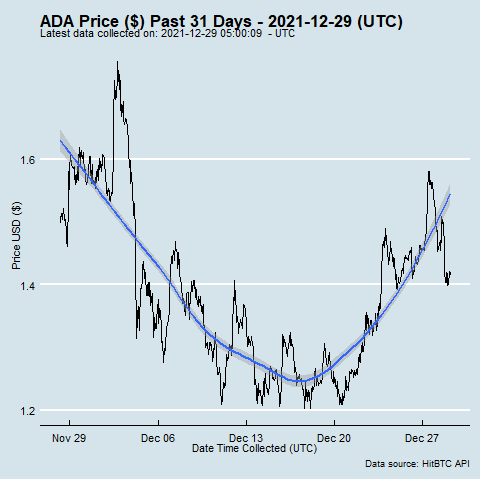 ADA Price ($) Past 31 Days - 2021-12-29 (UTC)
Latest data collected on: 2021-12-29 05:00:09 - UTC
Price USD ($)
1.6
1.4
1.2
Nov 29 Dec 06 Dec 13 Dec 20 Dec 27
Date Time Collected (UTC)
Data source: HitBTC API